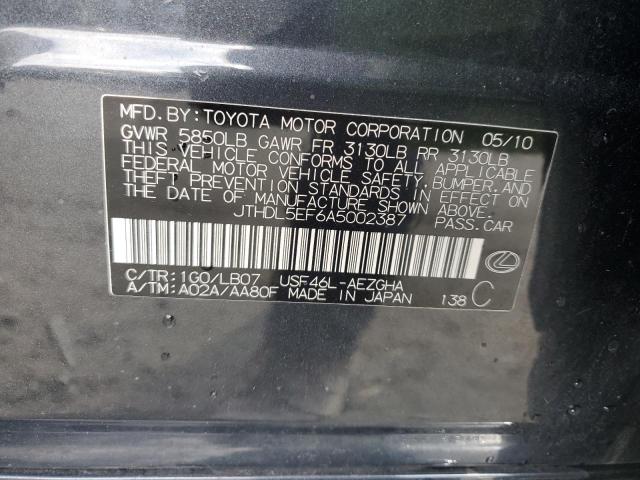 MFD.BY:TOYOTA MOTOR CORPORATION 05/10
GVWR 5850LB GAWR FR 3130LB RR 3130LB
THIS VEHICLE CONFORMS TO ALL APPLICABLE
FEDERAL MOTOR VEHICLE SAFETY,BUMPER,AND
THEFT PREVENTION STANDARDS IN EFFECT ON
THE DATE OF MANUFACTURE SHOWN ABOVE.
JTHDL5EF6A5002387 PASS.CAR
C/TR:1G0/LB07 USF46L-AEZGHA
A/TM:A02A/AA80F MADE IN JAPAN 138 C